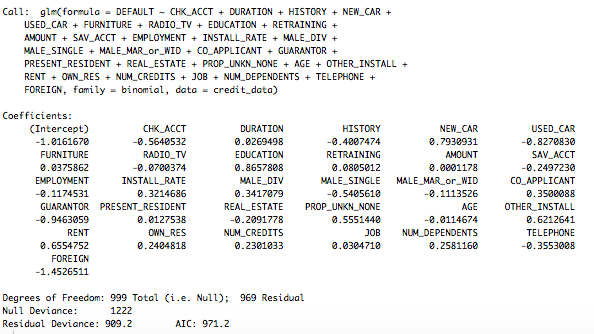 Call:  glm(formula = DEFAULT ~ CHK_ACCT + DURATION + HISTORY + NEW_CAR +
    USED_CAR + FURNITURE + RADIO_TV + EDUCATION + RETRAINING +
    AMOUNT + SAV_ACCT + EMPLOYMENT + INSTALL_RATE + MALE_DIV +
    MALE_SINGLE + MALE_MAR_or_WID + CO_APPLICANT + GUARANTOR +
    PRESENT_RESIDENT + REAL_ESTATE + PROP_UNKN_NONE + AGE + OTHER_INSTALL +
    RENT + OWN_RES + NUM_CREDITS + JOB + NUM_DEPENDENTS + TELEPHONE +
    FOREIGN, family = binomial, data = credit_data)
Coefficients:
(Intercept) CHK_ACCT DURATION HISTORY NEW_CAR USED_CAR
-1.0161670 -0.5640532 0.0269498 -0.4007474 0.7930931 -0.8270830
FURNITURE RADIO_TV EDUCATION RETRAINING AMOUNT SAV_ACCT
0.0375862 -0.0700374 0.8657808 0.0805012 0.0001178 -0.2497230
EMPLOYMENT INSTALL_RATE MALE_DIV MALE_SINGLE MALE_MAR_or_WID CO_APPLICANT
-0.1174531 0.3214686 0.3417079 -0.5405610 -0.1113526 0.3500088
GUARANTOR PRESENT_RESIDENT REAL_ESTATE PROP_UNKN_NONE AGE OTHER_INSTALL
-0.9463059 0.0127538 -0.2091778 0.5551440 -0.0114674 0.6212641
RENT OWN_RES NUM_CREDITS JOB NUM_DEPENDENTS TELEPHONE
0.6554752 0.2404818 0.2301033 0.0304710 0.2581160 -0.3553008
FOREIGN
-1.4526511
Degrees of Freedom: 999 Total (i.e. Null);  969 Residual
Null Deviance:     1222
Residual Deviance: 909.2     AIC: 971.2